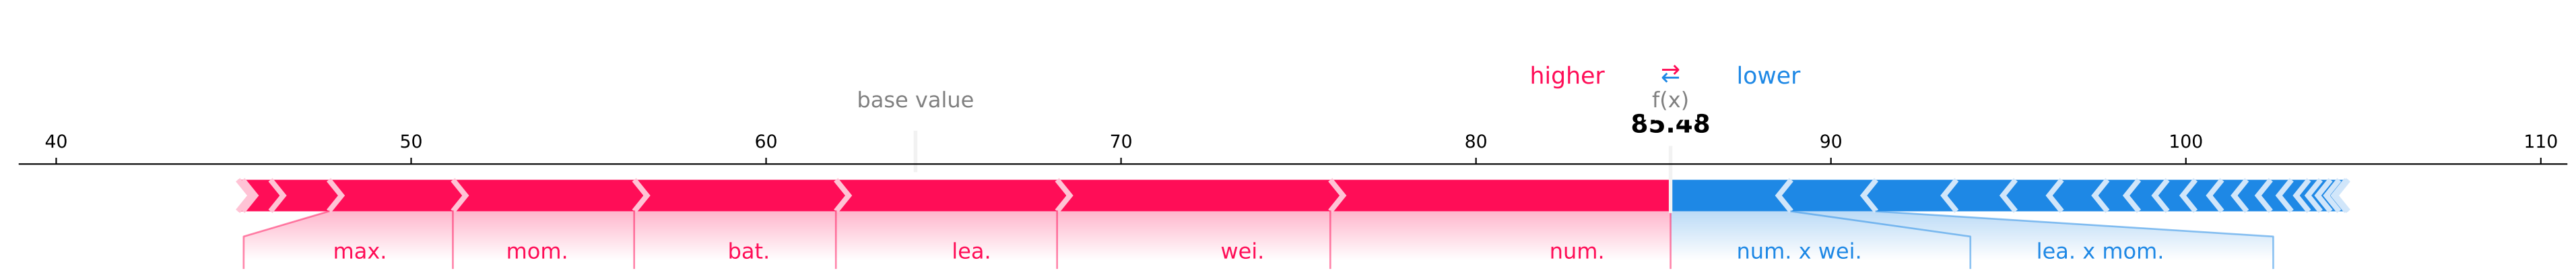 higher ⇄ lower
base value f(x)
85.48
40 50 60 70 80 90 100 110
max. mom. bat. lea. wei. num. num. x wei. lea. x mom.